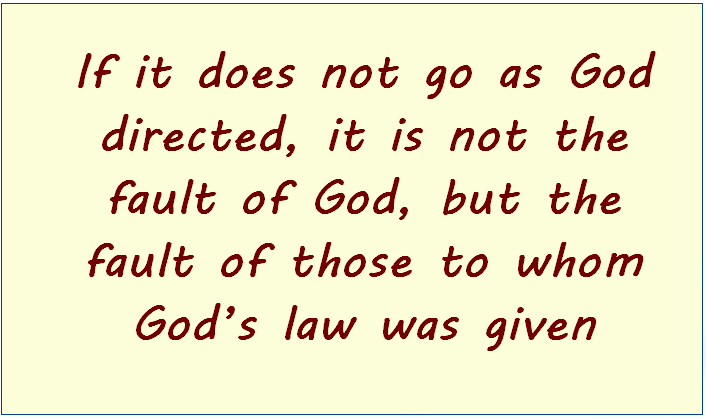 If it does not go as God
directed, it is not the
fault of God, but the
fault of those to whom
God’s law was given